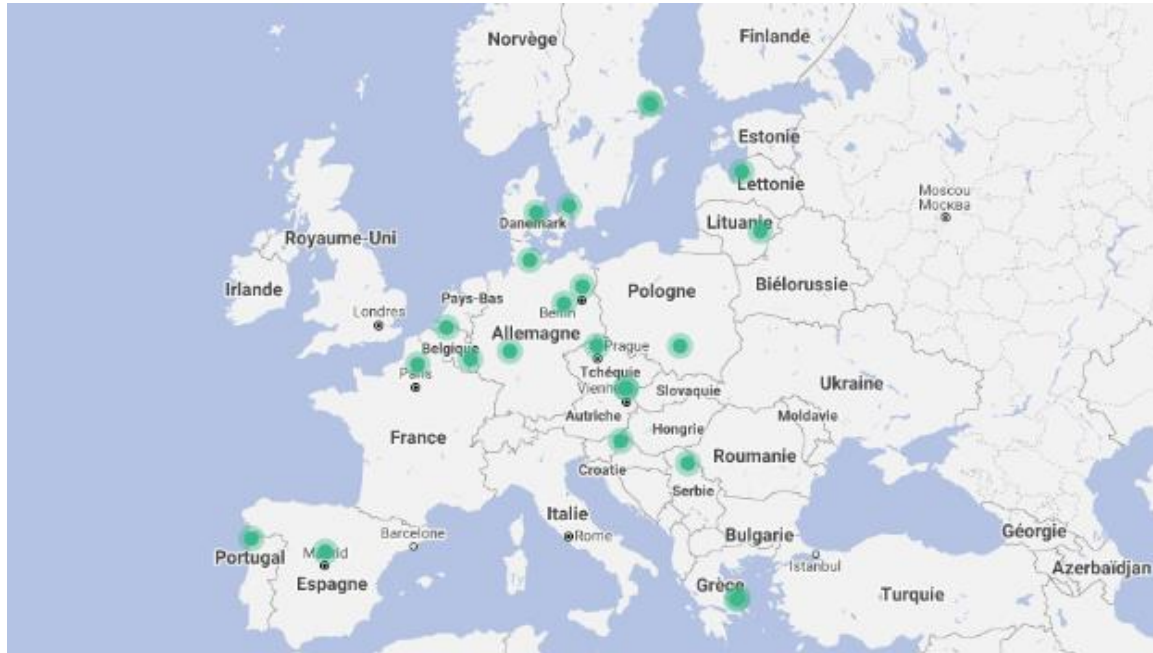 Norvège
Finlande
Estonie
Lettonie
Moscou
Москва
Danemark
Lituanie
Royaume-Uni
Irlande
Biélorussie
Pays-Bas
Pologne
Londres
Berlin
Allemagne
Belgique
Prague
Paris
Tchéquie
Ukraine
Vienne
Slovaquie
Autriche
Moldavie
France
Hongrie
Roumanie
Croatie
Serbie
Italie
Bulgarie
Géorgie
Barcelone
Rome
Portugal
Madrid
Istanbul
Azerbaïdjan
Espagne
Grèce
Turquie